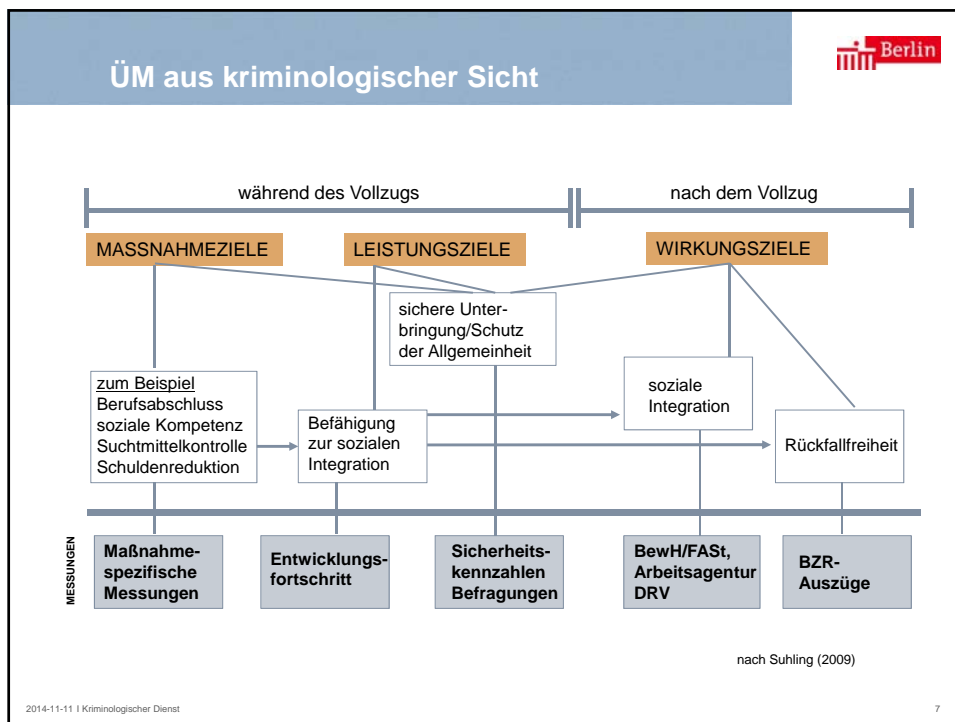 ÜM aus kriminologischer Sicht
Berlin
während des Vollzugs
nach dem Vollzug
MASSNAHMEZIELE
LEISTUNGSZIELE
WIRKUNGSZIELE
sichere Unter-
bringung/Schutz
der Allgemeinheit
zum Beispiel
Berufsabschluss
soziale Kompetenz
Suchtmittelkontrolle
Schuldenreduktion
Befähigung
zur sozialen
Integration
soziale
Integration
Rückfallfreiheit
MESSUNGEN
Maßnahme-
spezifische
Messungen
Entwicklungs-
fortschritt
Sicherheits-
kennzahlen
Befragungen
BewH/FASt,
Arbeitsagentur
DRV
BZR-
Auszüge
nach Suhling (2009)
2014-11-11 I Kriminologischer Dienst
7